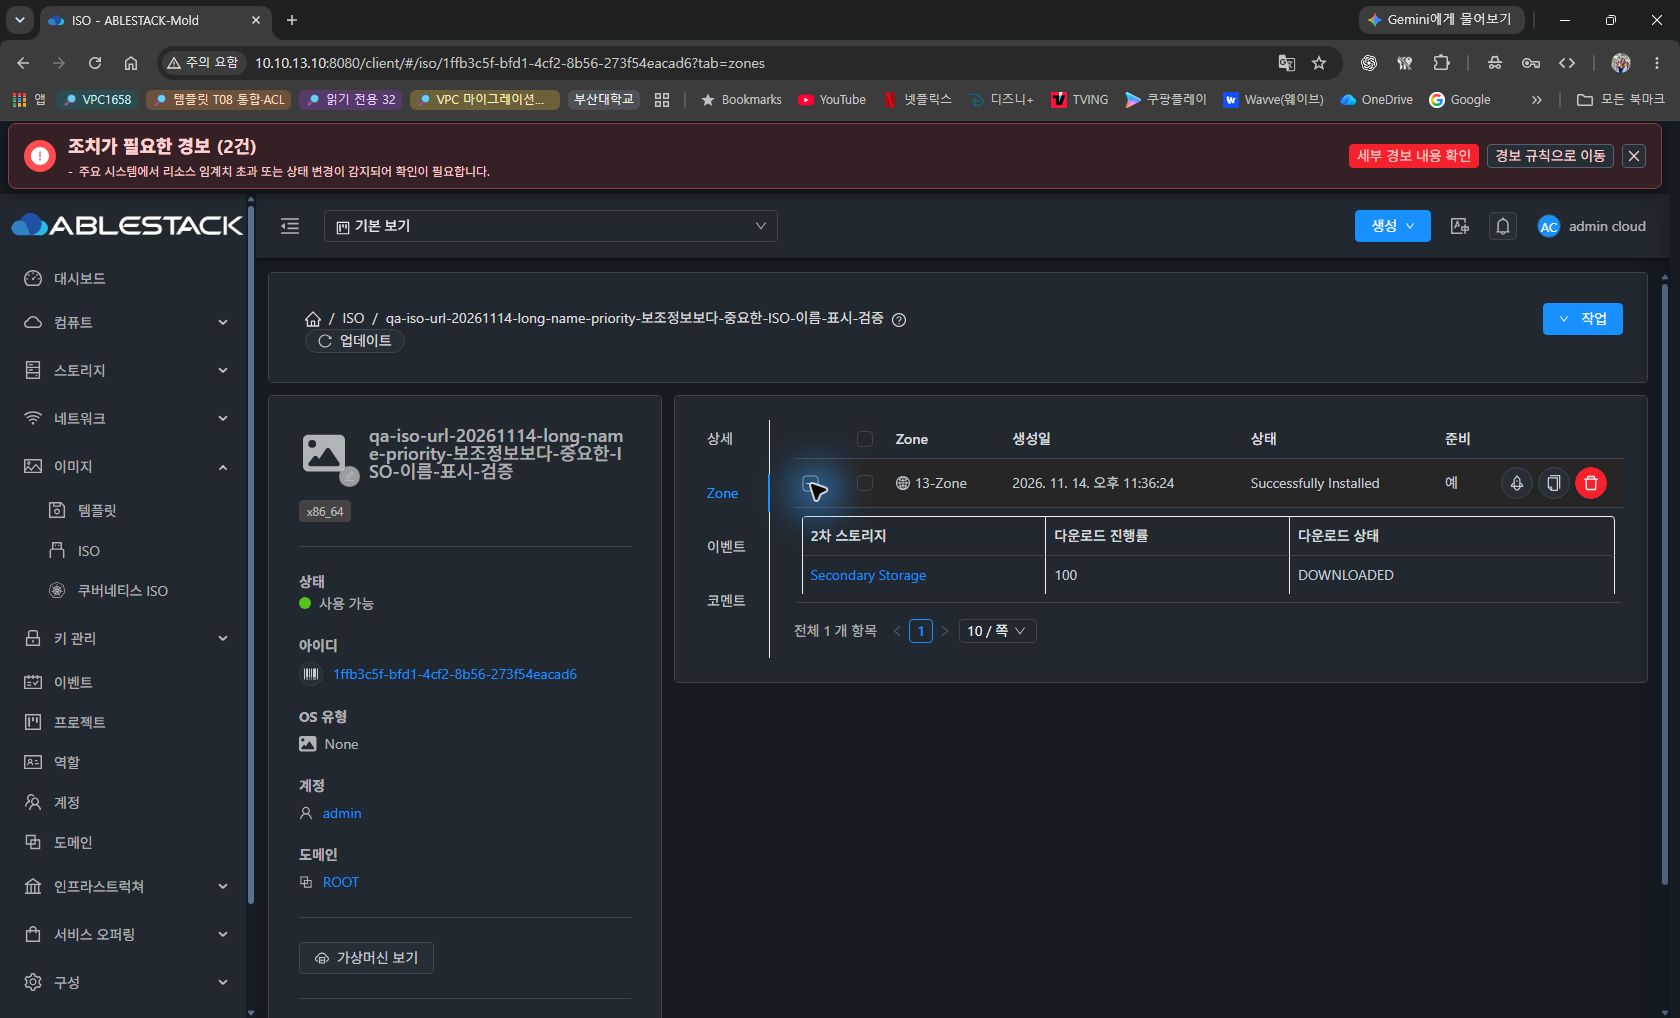 ISO - ABLESTACK-Mold
Gemini에게 물어보기
주의 요함
10.10.13.10:8080/client/#/iso/1ffb3c5f-bfd1-4cf2-8b56-273f54eacad6?tab=zones
앱
VPC1658
템플릿 T08 통합·ACL
읽기 전용 32
VPC 마이그레이션...
부산대학교
Bookmarks
YouTube
넷플릭스
디즈니+
TVING
쿠팡플레이
Wavve(웨이브)
OneDrive
Google
모든 북마크
조치가 필요한 경보 (2건)
- 주요 시스템에서 리소스 임계치 초과 또는 상태 변경이 감지되어 확인이 필요합니다.
세부 경보 내용 확인
경보 규칙으로 이동
ABLESTACK
기본 보기
생성
AC
admin cloud
대시보드
컴퓨트
스토리지
네트워크
이미지
템플릿
ISO
쿠버네티스 ISO
키 관리
이벤트
프로젝트
역할
계정
도메인
인프라스트럭쳐
서비스 오퍼링
구성
/ ISO / qa-iso-url-20261114-long-name-priority-보조정보보다-중요한-ISO-이름-표시-검증
업데이트
작업
qa-iso-url-20261114-long-nam
e-priority-보조정보보다-중요한-I
SO-이름-표시-검증
x86_64
상태
사용 가능
아이디
1ffb3c5f-bfd1-4cf2-8b56-273f54eacad6
OS 유형
None
계정
admin
도메인
ROOT
가상머신 보기
상세
Zone
이벤트
코멘트
Zone 생성일 상태 준비
13-Zone 2026. 11. 14. 오후 11:36:24 Successfully Installed 예
2차 스토리지 다운로드 진행률 다운로드 상태
Secondary Storage 100 DOWNLOADED
전체 1 개 항목 < 1 > 10 / 쪽